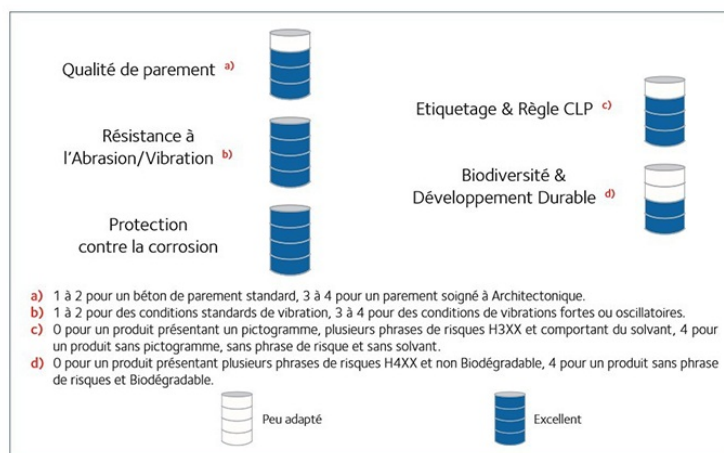 Qualité de parement a)
Résistance à
l'Abrasion/Vibration b)
Protection
contre la corrosion
Etiquetage & Règle CLP c)
Biodiversité &
Développement Durable d)
a) 1 à 2 pour un béton de parement standard, 3 à 4 pour un parement soigné à Architectonique.
b) 1 à 2 pour des conditions standards de vibration, 3 à 4 pour des conditions de vibrations fortes ou oscillatoires.
c) 0 pour un produit présentant un pictogramme, plusieurs phrases de risques H3XX et comportant du solvant, 4 pour
un produit sans pictogramme, sans phrase de risque et sans solvant.
d) 0 pour un produit présentant plusieurs phrases de risques H4XX et non Biodégradable, 4 pour un produit sans phrase
de risques et Biodégradable.
Peu adapté
Excellent